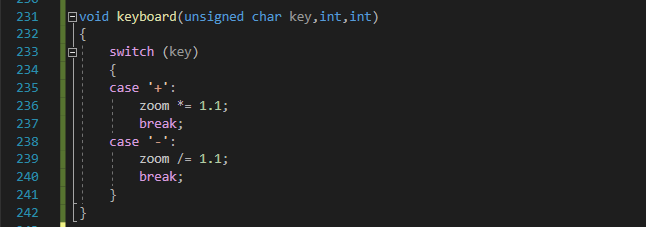 231 void keyboard(unsigned char key,int,int)
232 {
233 switch (key)
234 {
235 case '+':
236 zoom *= 1.1;
237 break;
238 case '-':
239 zoom /= 1.1;
240 break;
241 }
242 }